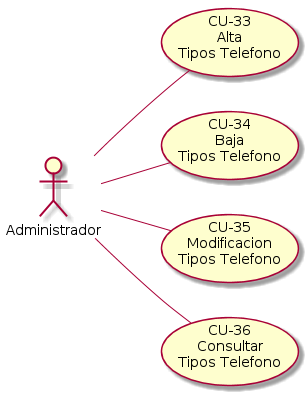 CU-33
Alta
Tipos Telefono
CU-34
Baja
Tipos Telefono
Administrador
CU-35
Modificacion
Tipos Telefono
CU-36
Consultar
Tipos Telefono